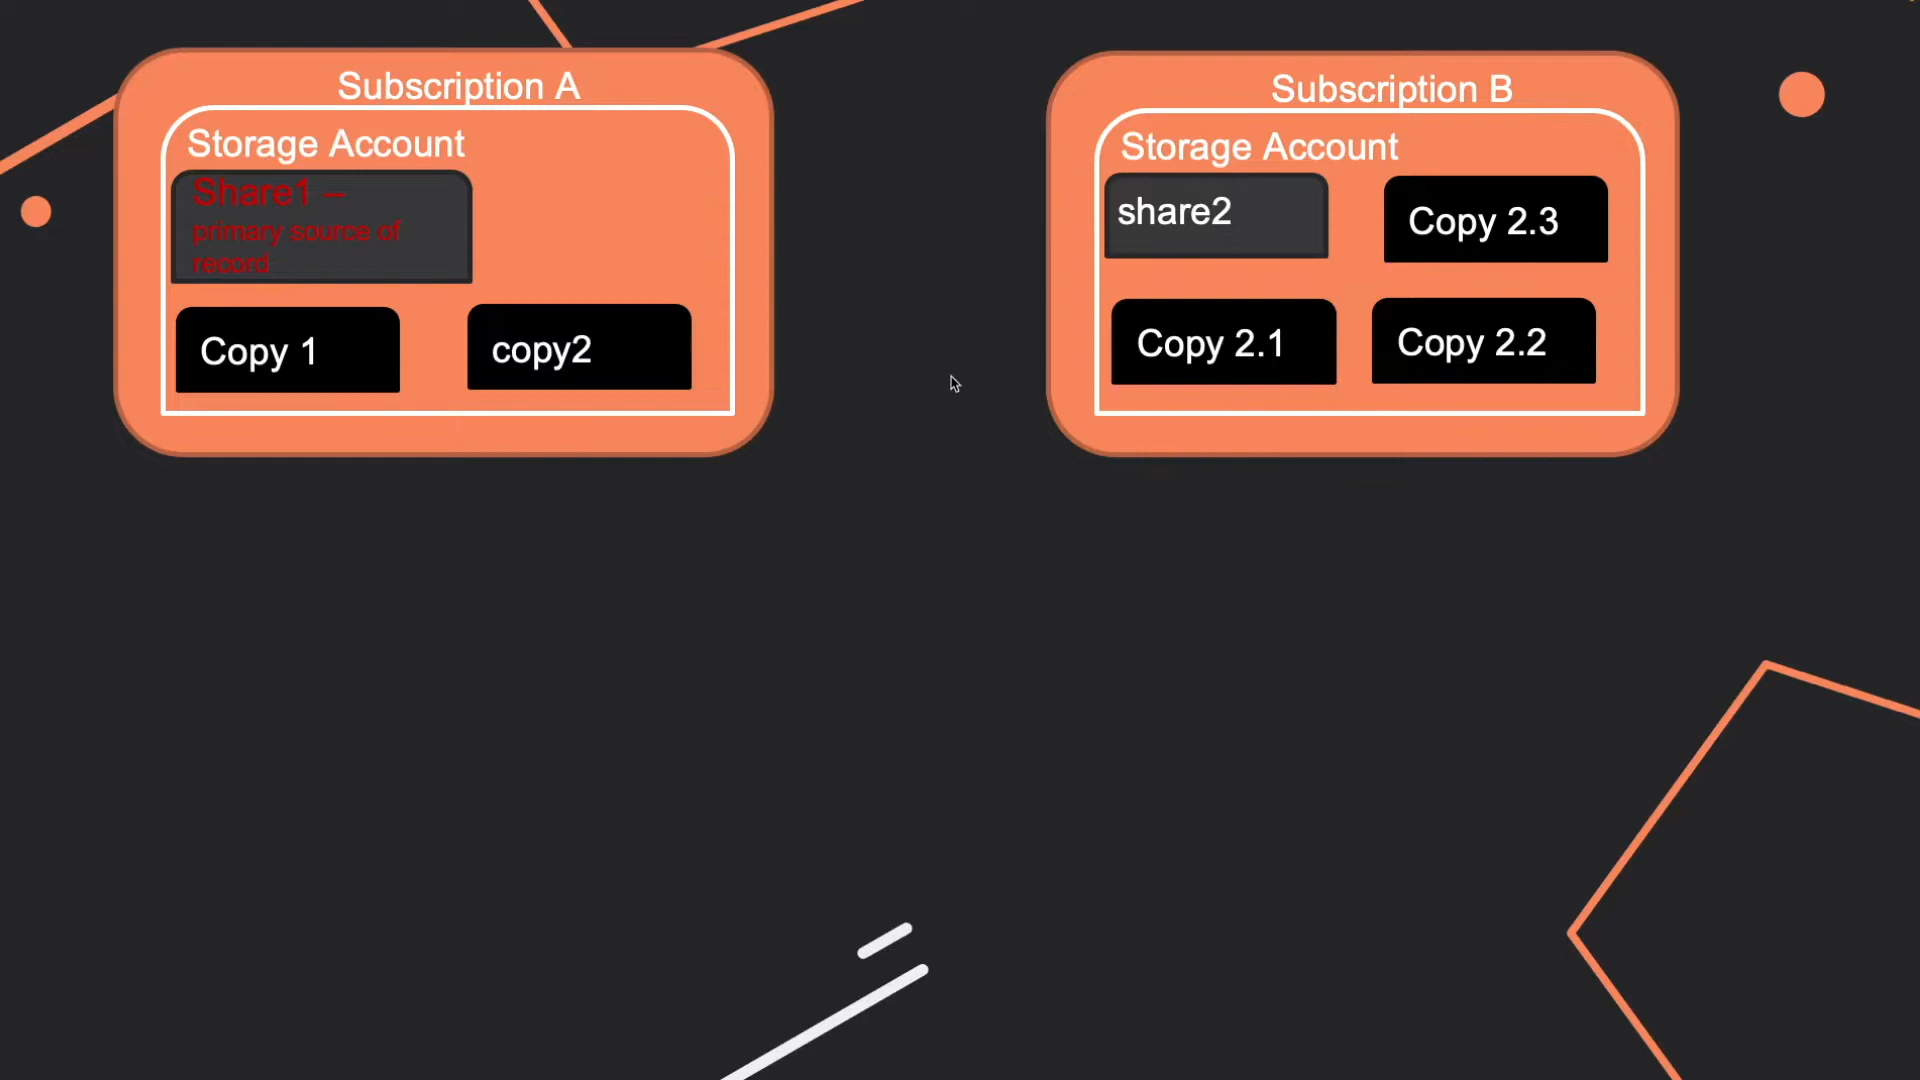 Subscription A
Storage Account
Share1 –
primary source of
record
Copy 1
copy2
Subscription B
Storage Account
share2
Copy 2.3
Copy 2.1
Copy 2.2